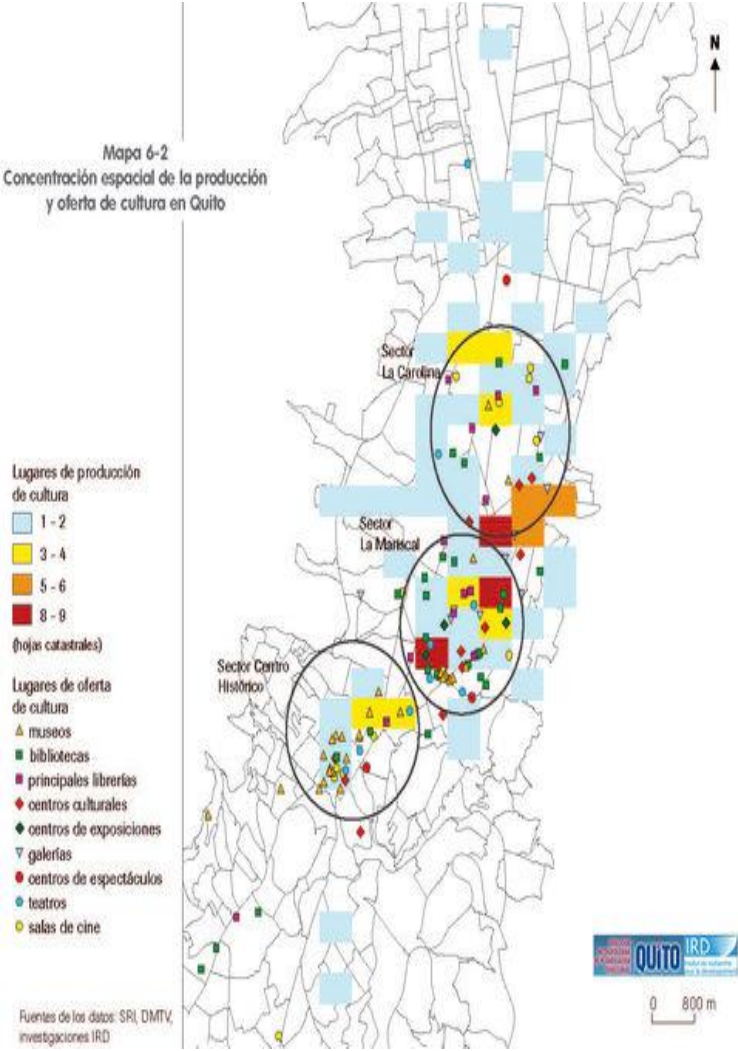 Mapa 6-2
Concentración espacial de la producción
y oferta de cultura en Quito
N
Sector
La Carolina
Sector
La Mariscal
Sector Centro
Histórico
Lugares de producción
de cultura
1 - 2
3 - 4
5 - 6
8 - 9
(hojas catastrales)
Lugares de oferta
de cultura
museos
bibliotecas
principales librerías
centros culturales
centros de exposiciones
galerías
centros de espectáculos
teatros
salas de cine
Fuentes de los datos: SRI, DMTV,
investigaciones IRD
QUITO
IRD
0 800 m